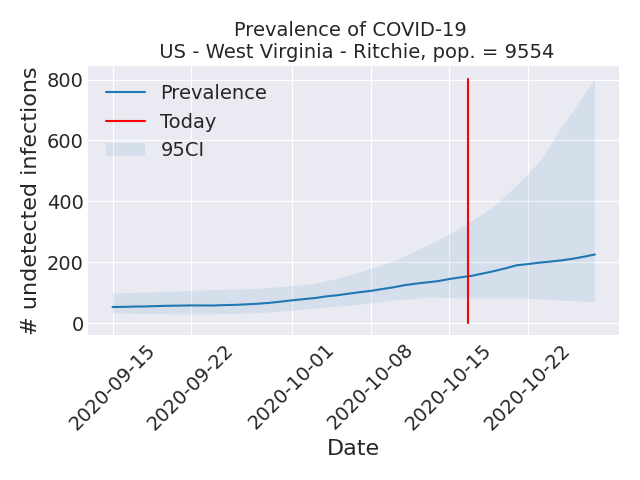 Prevalence of COVID-19
US - West Virginia - Ritchie, pop. = 9554
# undetected infections
800
600
400
200
0
Prevalence
Today
95CI
2020-09-15
2020-09-22
2020-10-01
2020-10-08
2020-10-15
2020-10-22
Date